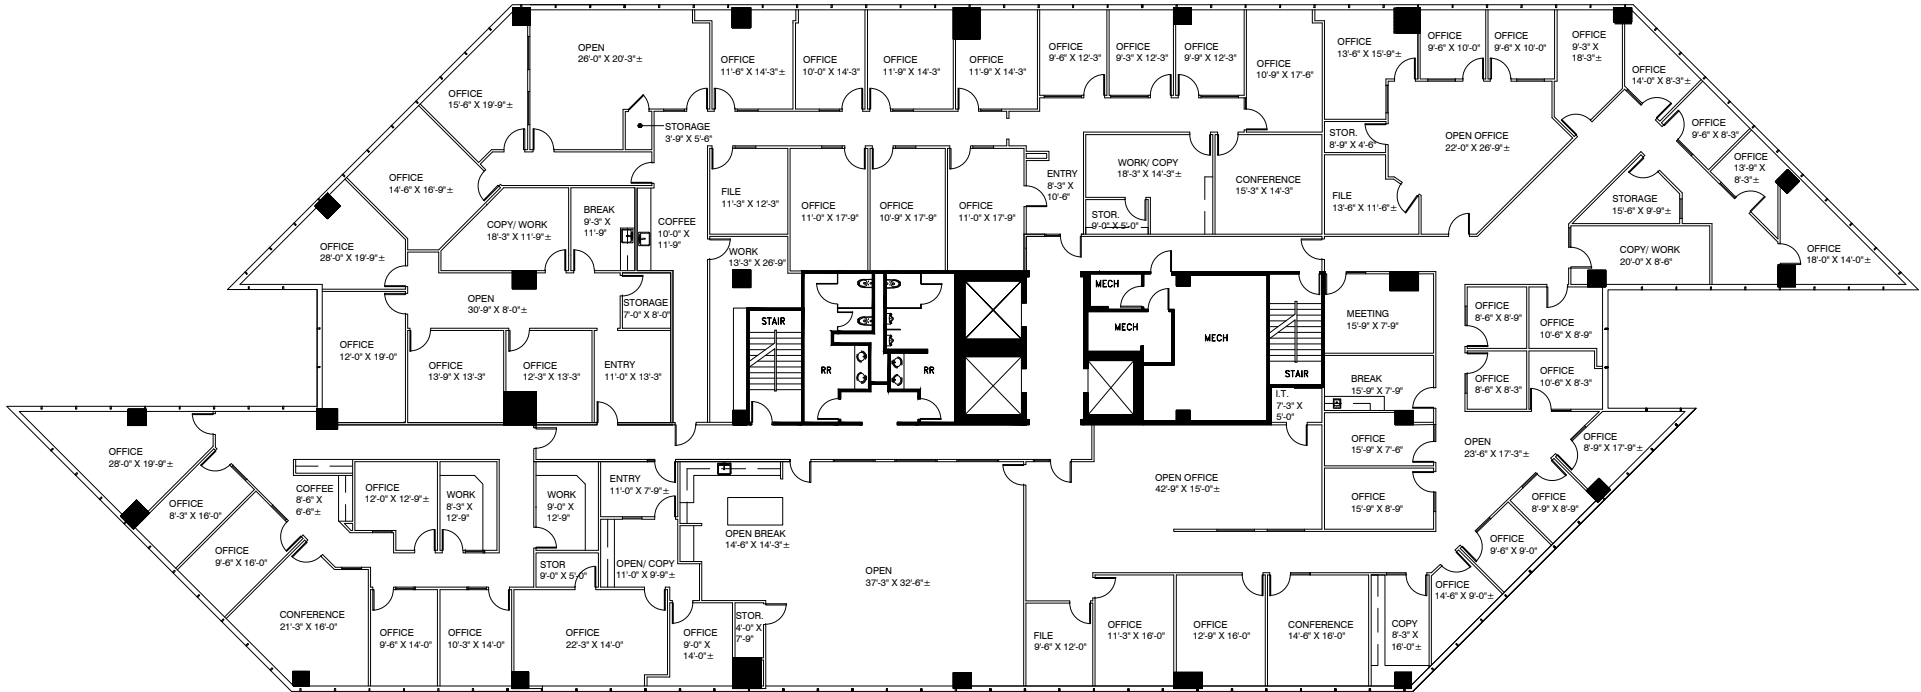 OPEN
26'-0" X 20'-3"±
OFFICE
11'-6" X 14'-3"±
OFFICE
10'-0" X 14'-3"
OFFICE
11'-9" X 14'-3"
OFFICE
11'-9" X 14'-3"
OFFICE
9'-6" X 12'-3"
OFFICE
9'-3" X 12'-3"
OFFICE
9'-9" X 12'-3"
OFFICE
10'-9" X 17'-6"
OFFICE
13'-6" X 15'-9"±
OFFICE
9'-6" X 10'-0"
OFFICE
9'-6" X 10'-0"
OFFICE
9'-3" X
18'-3"±
OFFICE
14'-0" X 8'-3"±
OFFICE
15'-6" X 19'-9"±
STORAGE
3'-9" X 5'-6"
STOR.
8'-9" X 4'-6"
OPEN OFFICE
22'-0" X 26'-9"±
OFFICE
9'-6" X 8'-3"
OFFICE
13'-9" X
8'-3"±
OFFICE
14'-6" X 16'-9"±
FILE
11'-3" X 12'-3"
OFFICE
11'-0" X 17'-9"
OFFICE
10'-9" X 17'-9"
OFFICE
11'-0" X 17'-9"
ENTRY
8'-3" X
10'-6"
WORK/ COPY
18'-3" X 14'-3"±
CONFERENCE
15'-3" X 14'-3"
STOR.
9'-0" X 5'-0"
FILE
13'-6" X 11'-6"±
STORAGE
15'-6" X 9'-9"±
COPY/ WORK
18'-3" X 11'-9"±
BREAK
9'-3" X
11'-9"
COFFEE
10'-0" X
11'-9"
WORK
13'-3" X 26'-9"
OFFICE
28'-0" X 19'-9"±
COPY/ WORK
20'-0" X 8'-6"
OFFICE
18'-0" X 14'-0"±
OPEN
30'-9" X 8'-0"±
STORAGE
7'-0" X 8'-0"
STAIR
RR
RR
MECH
MECH
MECH
STAIR
MEETING
15'-9" X 7'-9"
OFFICE
8'-6" X 8'-9"
OFFICE
10'-6" X 8'-9"
OFFICE
12'-0" X 19'-0"
OFFICE
13'-9" X 13'-3"
OFFICE
12'-3" X 13'-3"
ENTRY
11'-0" X 13'-3"
I.T.
7'-3" X
5'-0"
BREAK
15'-9" X 7'-9"
OFFICE
8'-6" X 8'-3"
OFFICE
10'-6" X 8'-3"
OFFICE
28'-0" X 19'-9"±
OFFICE
15'-9" X 7'-6"
OPEN
23'-6" X 17'-3"±
OFFICE
8'-9" X 17'-9"±
OFFICE
8'-3" X 16'-0"
COFFEE
8'-6" X
6'-6"±
OFFICE
12'-0" X 12'-9"±
WORK
8'-3" X
12'-9"
WORK
9'-0" X
12'-9"
ENTRY
11'-0" X 7'-9"±
OPEN BREAK
14'-6" X 14'-3"±
OPEN OFFICE
42'-9" X 15'-0"±
OFFICE
15'-9" X 8'-9"
OFFICE
8'-9" X 8'-9"
OFFICE
9'-6" X 16'-0"
STOR
9'-0" X 5'-0"
OPEN/ COPY
11'-0" X 9'-9"±
OPEN
37'-3" X 32'-6"±
OFFICE
9'-6" X 9'-0"
OFFICE
14'-6" X 9'-0"±
CONFERENCE
21'-3" X 16'-0"
OFFICE
9'-6" X 14'-0"
OFFICE
10'-3" X 14'-0"
OFFICE
22'-3" X 14'-0"
OFFICE
9'-0" X
14'-0"±
STOR.
4'-0" X
7'-9"
FILE
9'-6" X 12'-0"
OFFICE
11'-3" X 16'-0"
OFFICE
12'-9" X 16'-0"
CONFERENCE
14'-6" X 16'-0"
COPY
8'-3" X
16'-0"±